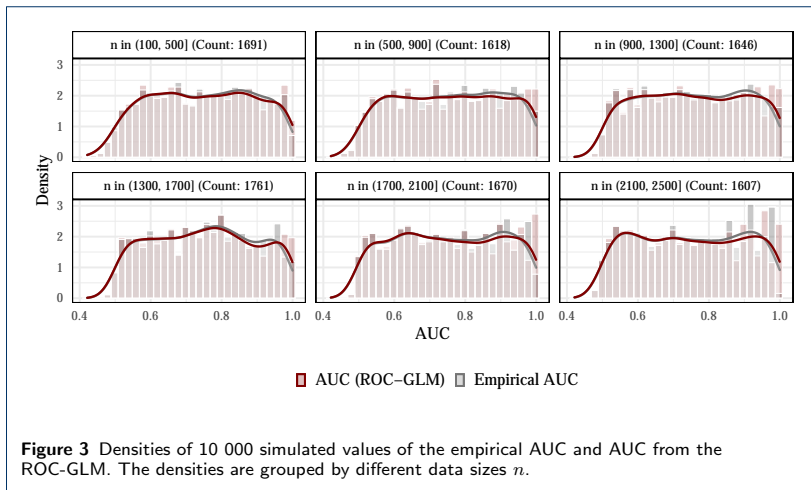 n in (100, 500] (Count: 1691)
n in (500, 900] (Count: 1618)
n in (900, 1300] (Count: 1646)
3
2
1
0
n in (1300, 1700] (Count: 1761)
n in (1700, 2100] (Count: 1670)
n in (2100, 2500] (Count: 1607)
3
2
1
0
Density
0.4 0.6 0.8 1.0
0.4 0.6 0.8 1.0
0.4 0.6 0.8 1.0
AUC
AUC (ROC–GLM) Empirical AUC
Figure 3 Densities of 10 000 simulated values of the empirical AUC and AUC from the
ROC-GLM. The densities are grouped by different data sizes n.